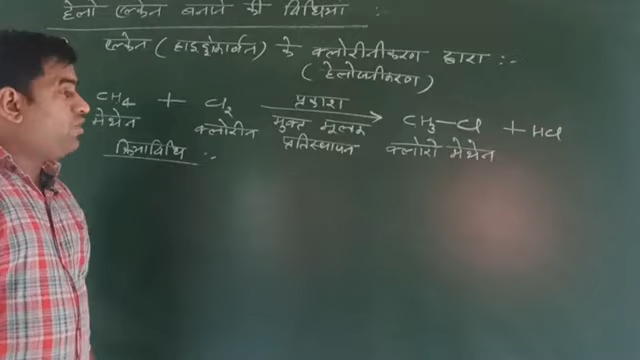 हेलो एल्केन बनाने की विधियाँ :-
एल्केन (हाइड्रोकार्बन) के क्लोरीनीकरण द्वारा :-
(हेलोजनीकरण)
CH₄ + Cl₂ प्रकाश → CH₃—Cl + HCl
मेथेन क्लोरीन मुक्त मूलक क्लोरो मेथेन
प्रतिस्थापन
क्रियाविधि :-